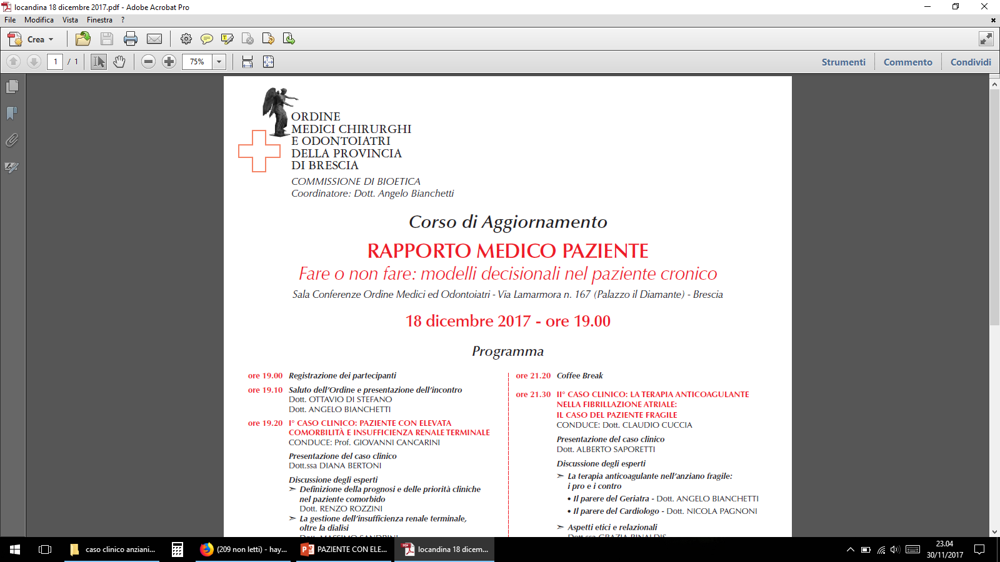 locandina 18 dicembre 2017.pdf - Adobe Acrobat Pro
File Modifica Vista Finestra ?
Crea
1 / 1
75%
Strumenti Commento Condividi
ORDINE
MEDICI CHIRURGHI
E ODONTOIATRI
DELLA PROVINCIA
DI BRESCIA
COMMISSIONE DI BIOETICA
Coordinatore: Dott. Angelo Bianchetti
Corso di Aggiornamento
RAPPORTO MEDICO PAZIENTE
Fare o non fare: modelli decisionali nel paziente cronico
Sala Conferenze Ordine Medici ed Odontoiatri - Via Lamarmora n. 167 (Palazzo il Diamante) - Brescia
18 dicembre 2017 - ore 19.00
Programma
ore 19.00 Registrazione dei partecipanti
ore 19.10 Saluto dell'Ordine e presentazione dell'incontro
Dott. OTTAVIO DI STEFANO
Dott. ANGELO BIANCHETTI
ore 19.20 I° CASO CLINICO: PAZIENTE CON ELEVATA
COMORBILITÀ E INSUFFICIENZA RENALE TERMINALE
CONDUCE: Prof. GIOVANNI CANCARINI
Presentazione del caso clinico
Dott.ssa DIANA BERTONI
Discussione degli esperti
➣ Definizione della prognosi e delle priorità cliniche
nel paziente comorbido
Dott. RENZO ROZZINI
➣ La gestione dell'insufficienza renale terminale,
oltre la dialisi
Dott. MASSIMO SANDRINI
ore 21.20 Coffee Break
ore 21.30 II° CASO CLINICO: LA TERAPIA ANTICOAGULANTE
NELLA FIBRILLAZIONE ATRIALE:
IL CASO DEL PAZIENTE FRAGILE
CONDUCE: Dott. CLAUDIO CUCCIA
Presentazione del caso clinico
Dott. ALBERTO SAPORETTI
Discussione degli esperti
➣ La terapia anticoagulante nell'anziano fragile:
i pro e i contro
• Il parere del Geriatra - Dott. ANGELO BIANCHETTI
• Il parere del Cardiologo - Dott. NICOLA PAGNONI
➣ Aspetti etici e relazionali
Dott.ssa GRAZIA RINALDIS
caso clinico anziani...
(209 non letti) - hay...
PAZIENTE CON ELE...
locandina 18 dicem...
23.04
30/11/2017